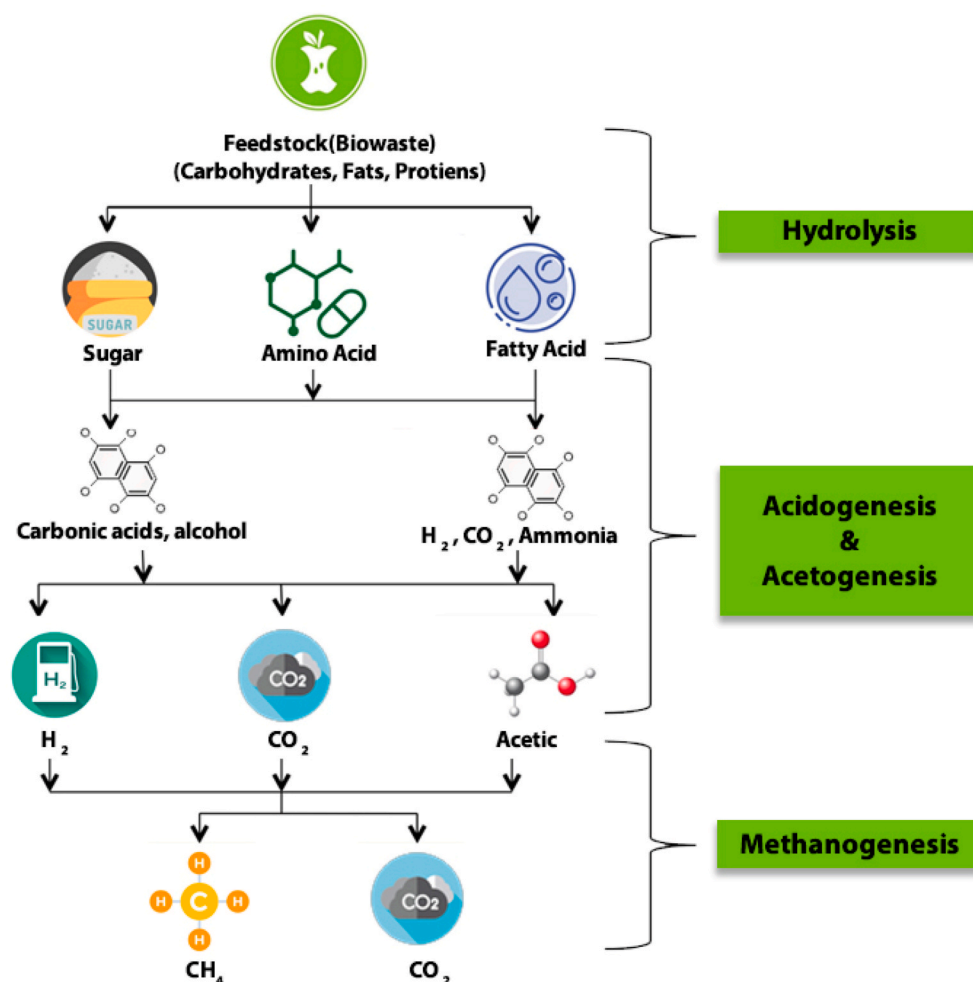 Feedstock(Biowaste)
(Carbohydrates, Fats, Protiens)
Hydrolysis
SUGAR
Sugar
Amino Acid
Fatty Acid
Carbonic acids, alcohol
H₂, CO₂, Ammonia
Acidogenesis
&
Acetogenesis
H₂
CO2
H₂
CO₂
Acetic
Methanogenesis
H
H
C
H
H
CO2
CH₄
CO₂